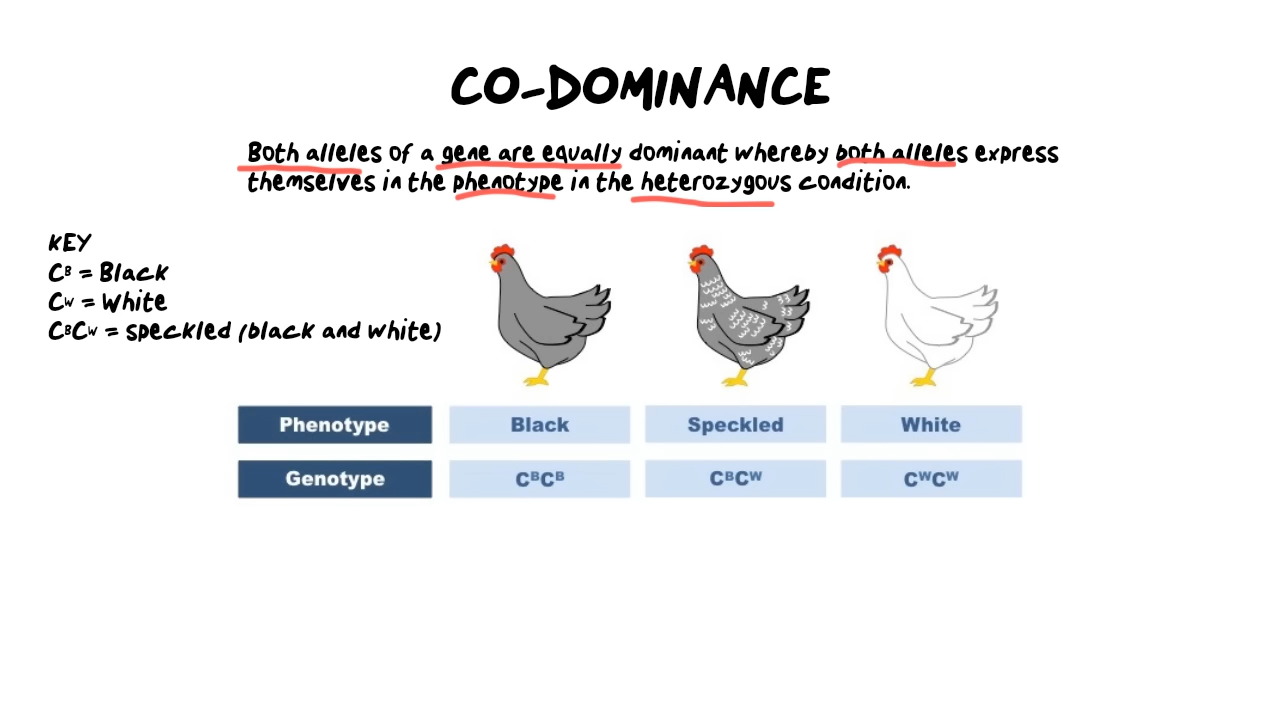 CO-DOMINANCE
Both alleles of a gene are equally dominant whereby both alleles express
themselves in the phenotype in the heterozygous condition.
KEY
Cᴮ = Black
Cᵂ = White
CᴮCᵂ = speckled (black and white)
Phenotype Black Speckled White
Genotype CᴮCᴮ CᴮCᵂ CᵂCᵂ